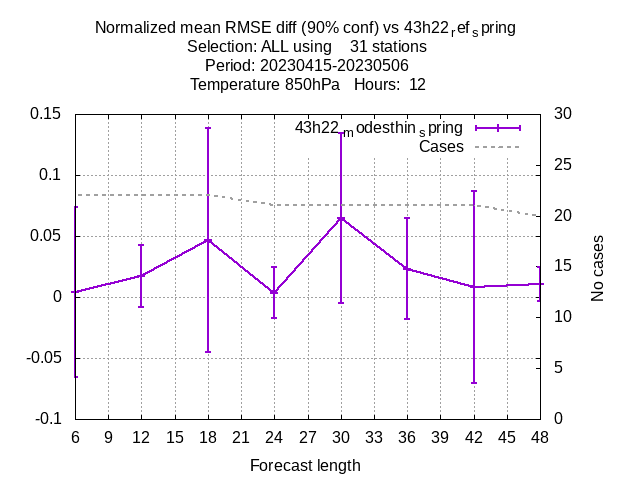 Normalized mean RMSE diff (90% conf) vs 43h22refspring
Selection: ALL using    31 stations
Period: 20230415-20230506
Temperature 850hPa   Hours:  12
43h22modesthinspring
Cases
0.15
0.1
0.05
0
-0.05
-0.1
30
25
20
15
10
5
0
No cases
6 9 12 15 18 21 24 27 30 33 36 39 42 45 48
Forecast length